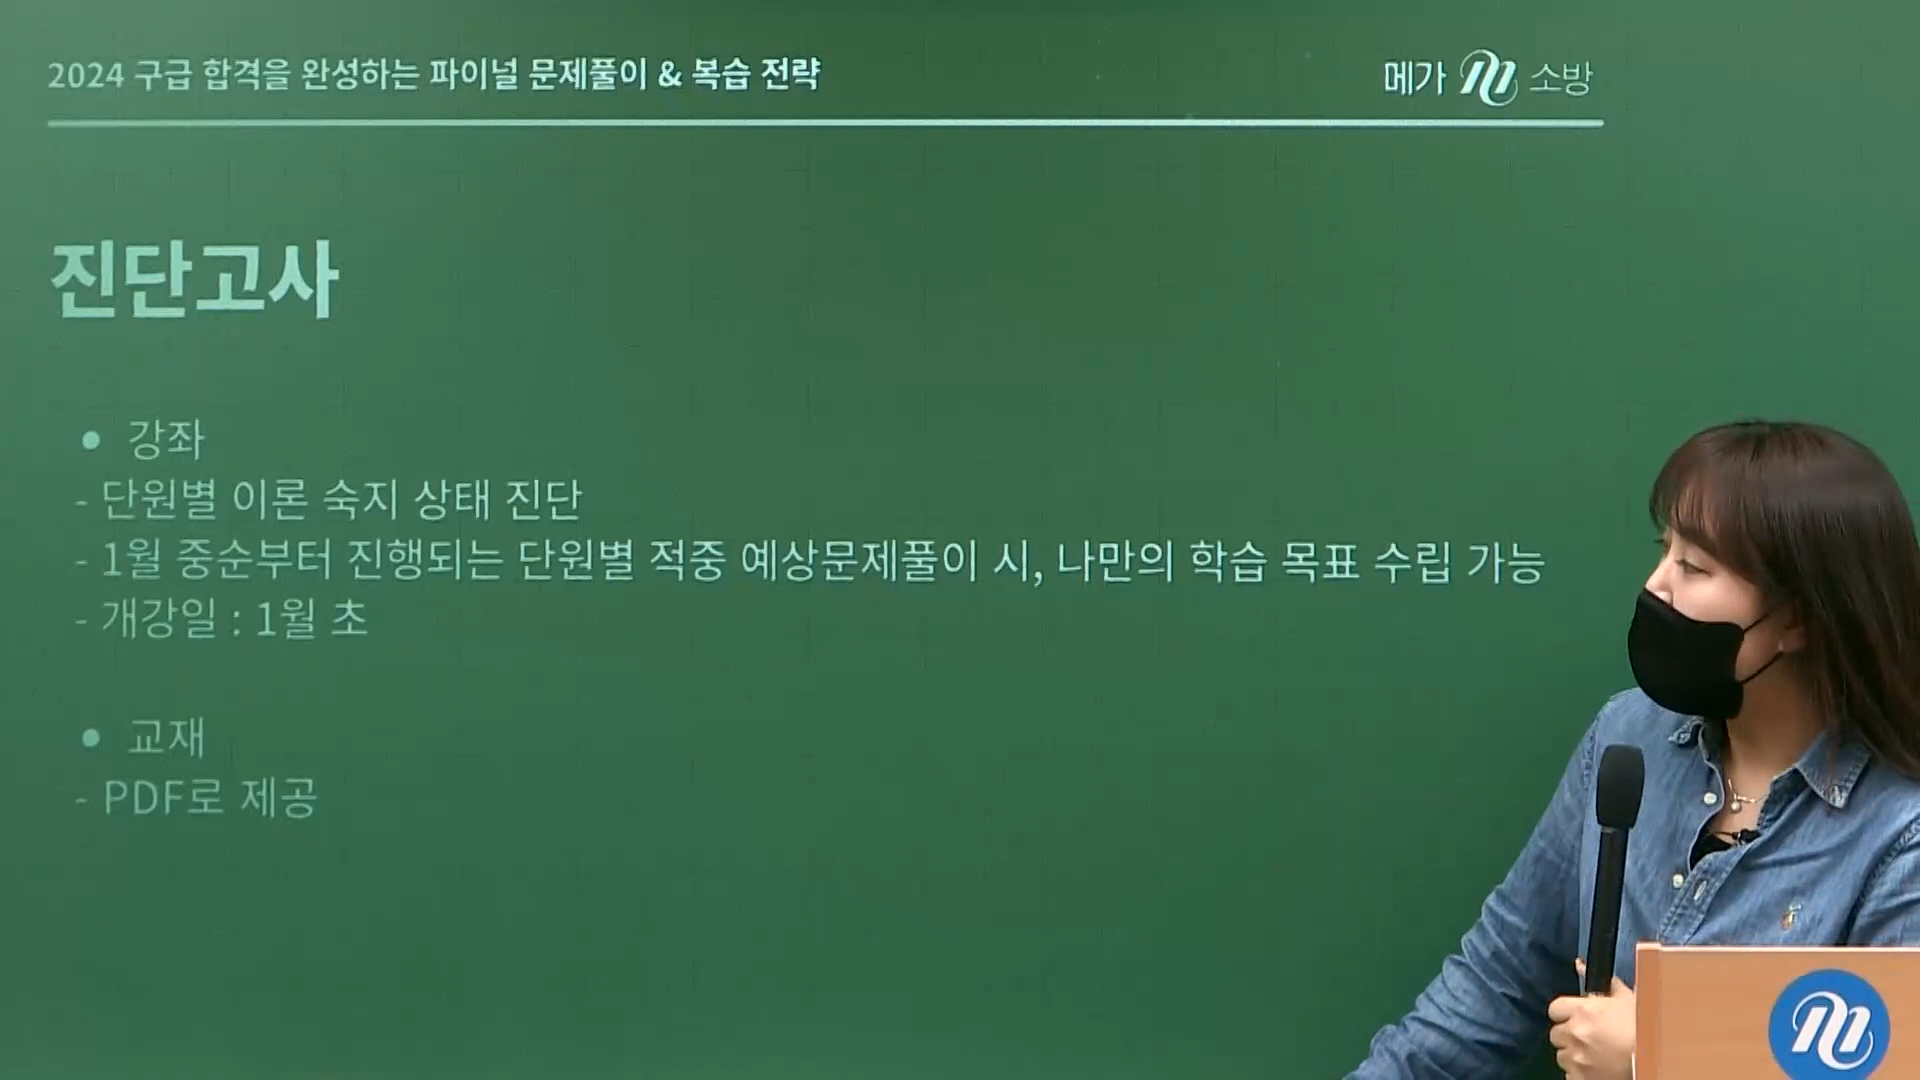 2024 구급 합격을 완성하는 파이널 문제풀이 & 복습 전략
메가 M 소방
진단고사
● 강좌
- 단원별 이론 숙지 상태 진단
- 1월 중순부터 진행되는 단원별 적중 예상문제풀이 시, 나만의 학습 목표 수립 가능
- 개강일 : 1월 초
● 교재
- PDF로 제공
M